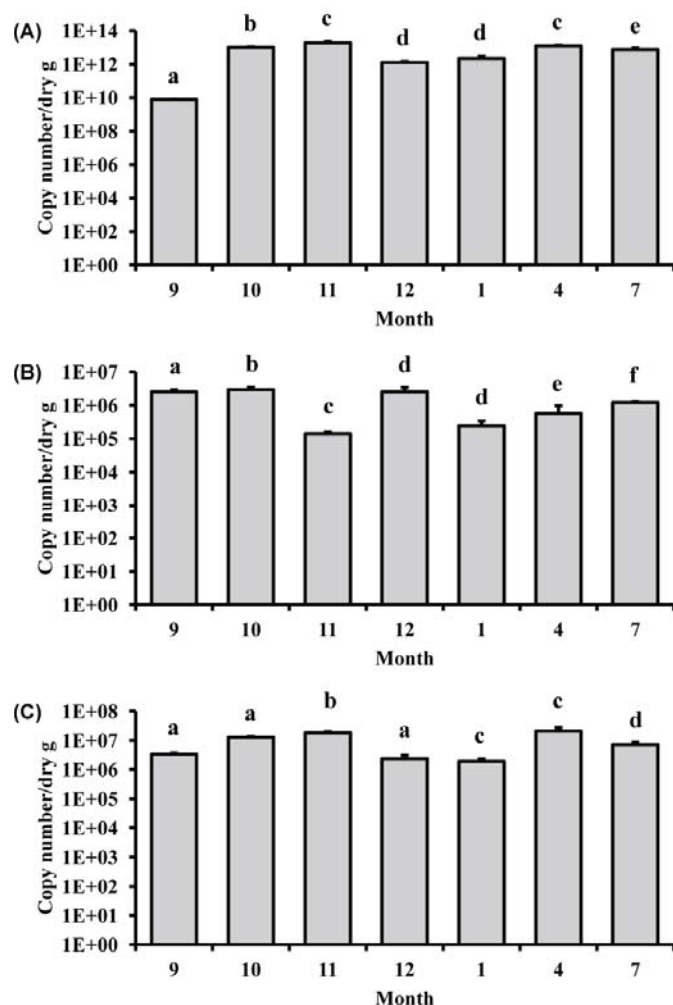 (A)
Copy number/dry g
1E+14
1E+12
1E+10
1E+08
1E+06
1E+04
1E+02
1E+00
a b c d d c e
9 10 11 12 1 4 7
Month
(B)
Copy number/dry g
1E+07
1E+06
1E+05
1E+04
1E+03
1E+02
1E+01
1E+00
a b c d d e f
9 10 11 12 1 4 7
Month
(C)
Copy number/dry g
1E+08
1E+07
1E+06
1E+05
1E+04
1E+03
1E+02
1E+01
1E+00
a a b a c c d
9 10 11 12 1 4 7
Month